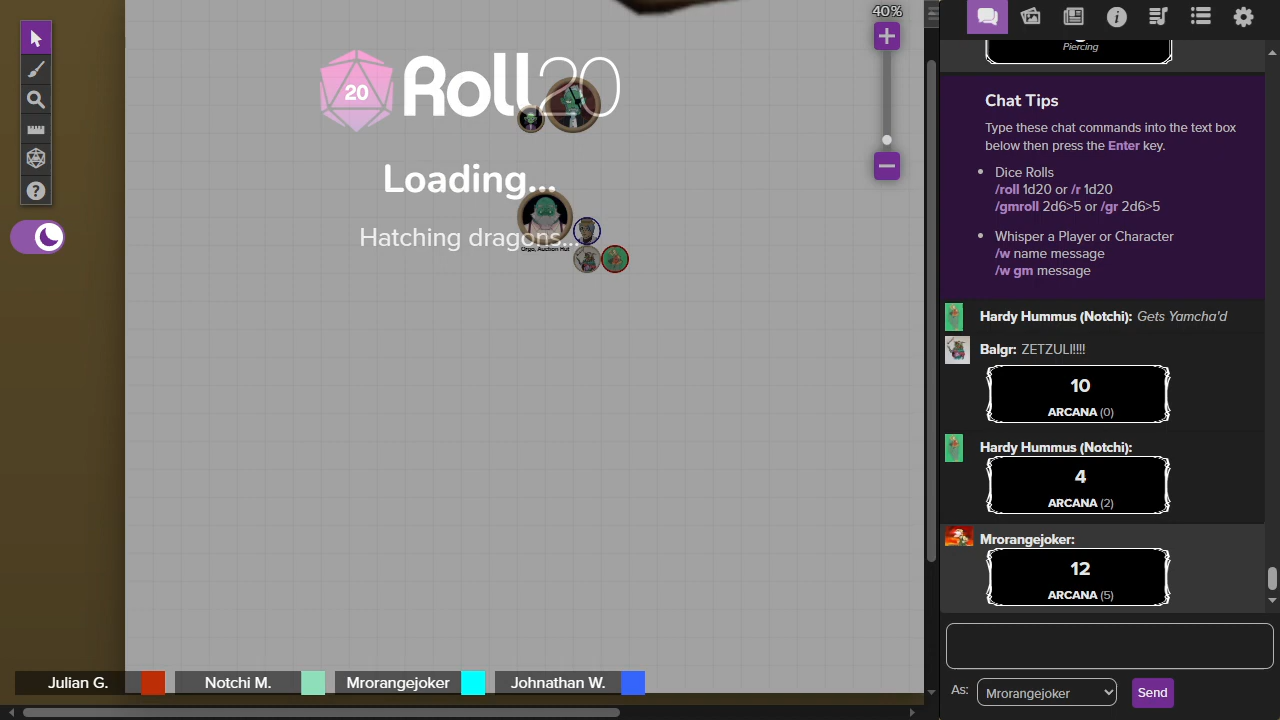 40%
20
Roll20
Loading...
Hatching dragons...
Piercing
Chat Tips
Type these chat commands into the text box
below then press the Enter key.
Dice Rolls
/roll 1d20 or /r 1d20
/gmroll 2d6>5 or /gr 2d6>5
Whisper a Player or Character
/w name message
/w gm message
Hardy Hummus (Notchi): Gets Yamcha'd
Balgr: ZETZULI!!!!
10
ARCANA (0)
Hardy Hummus (Notchi):
4
ARCANA (2)
Mrorangejoker:
12
ARCANA (5)
As: Mrorangejoker Send
Julian G. Notchi M. Mrorangejoker Johnathan W.